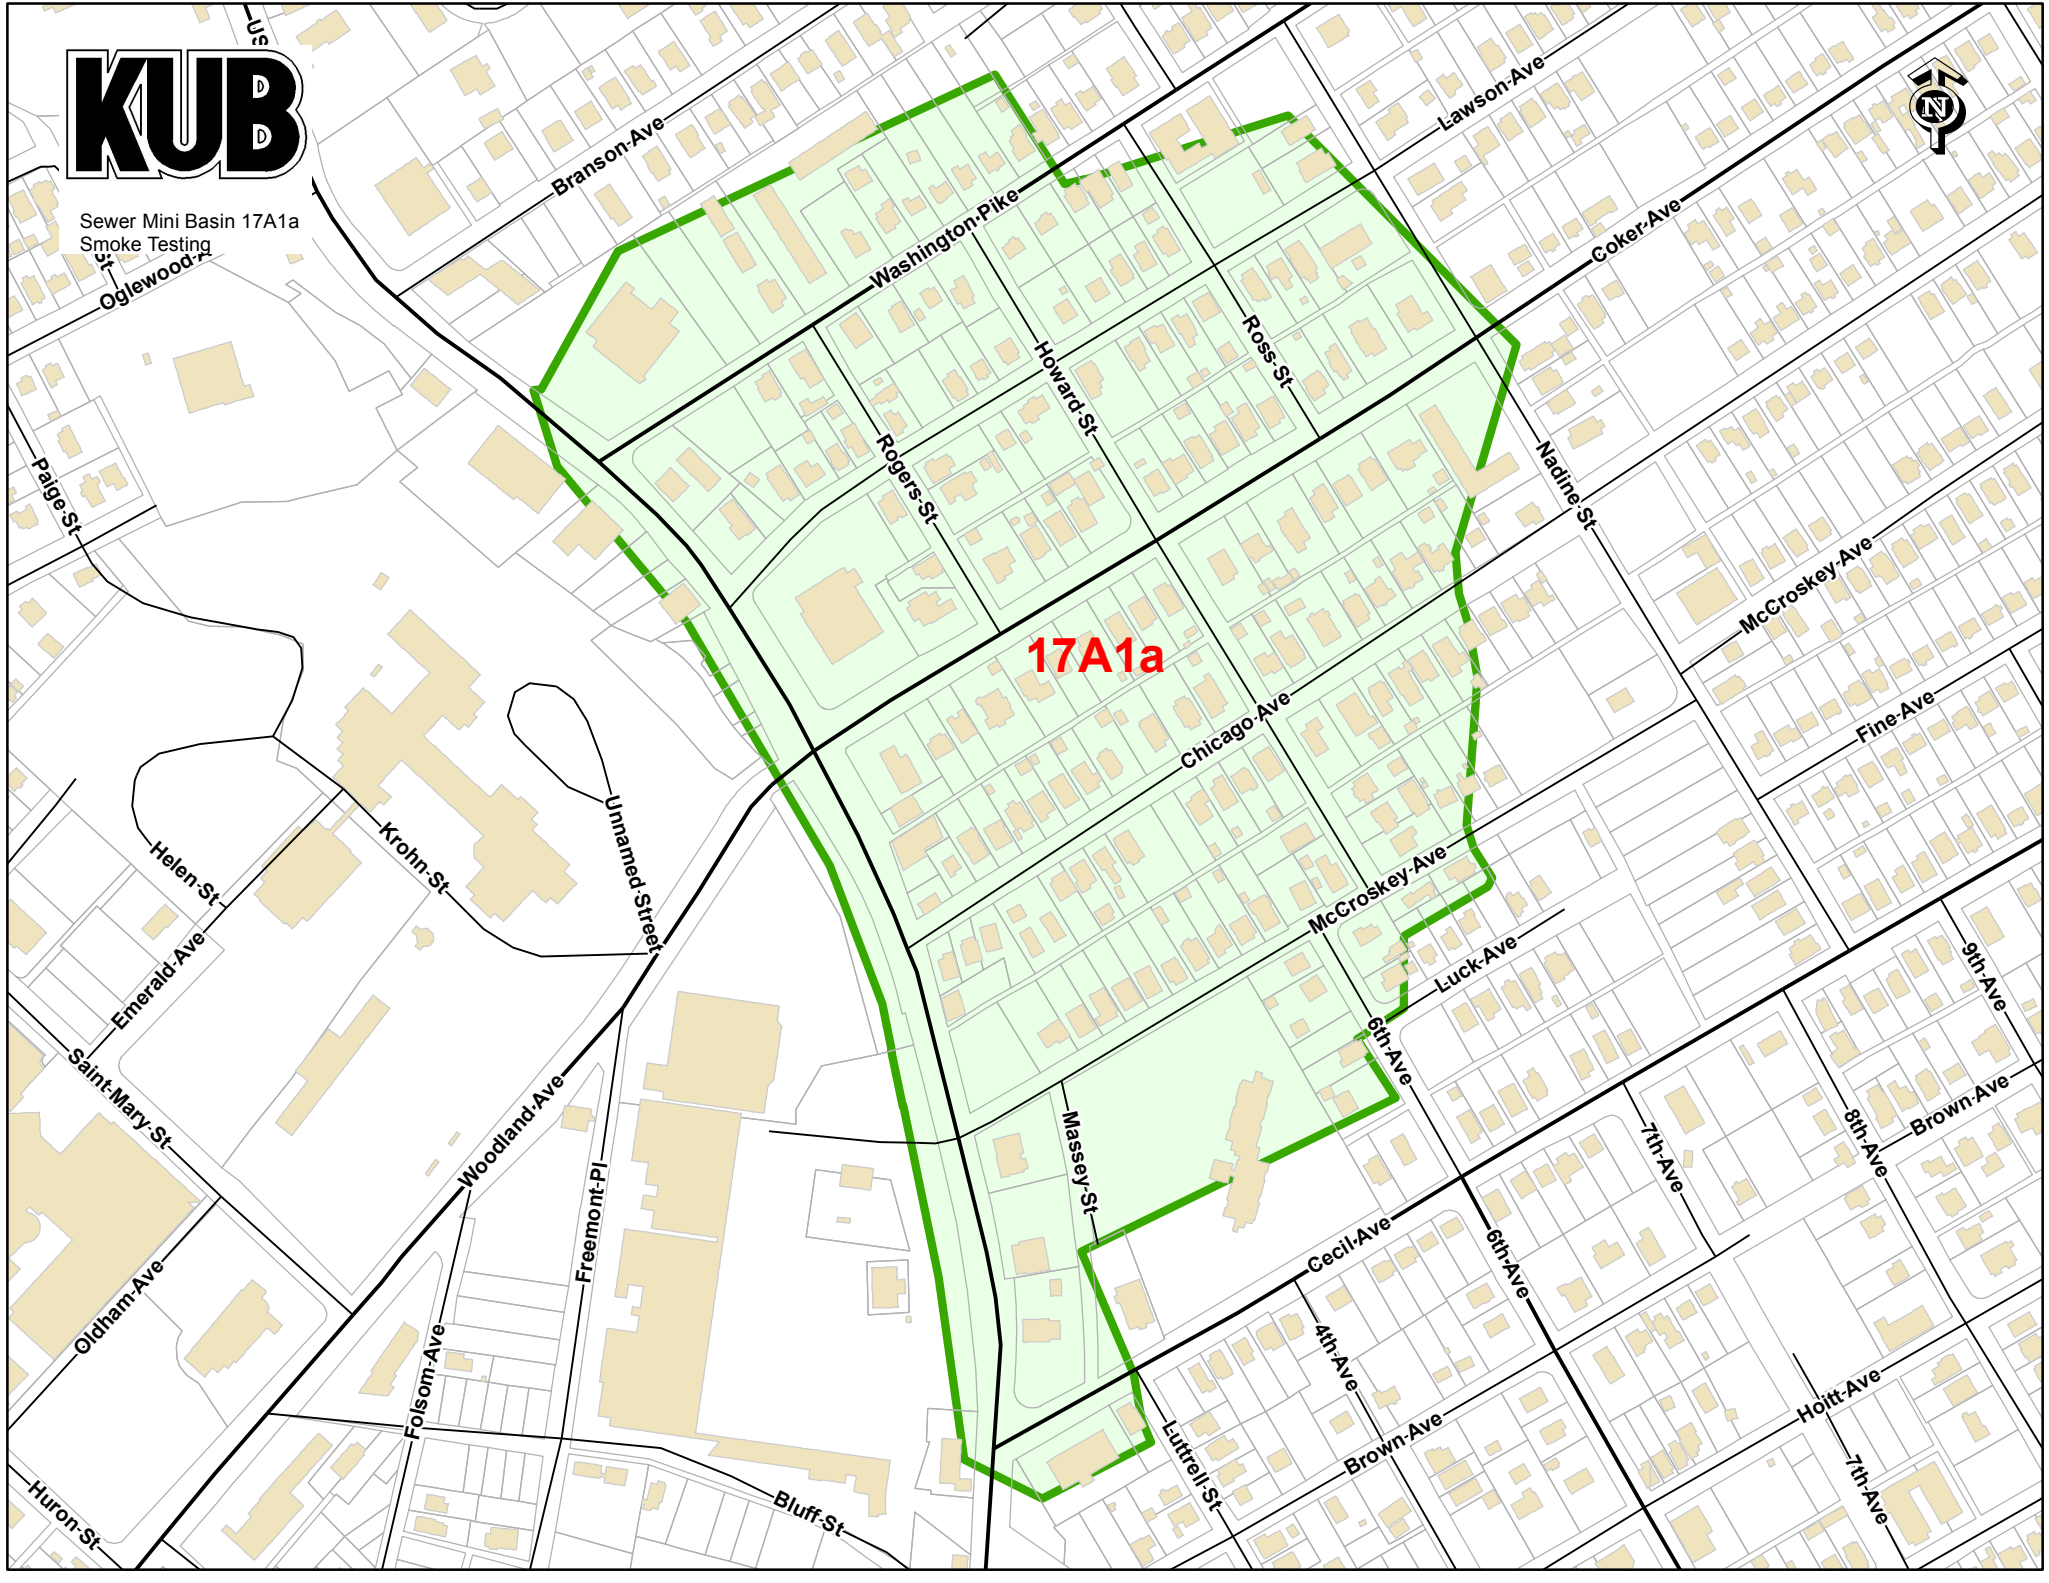 US
KUB
Sewer Mini Basin 17A1a
Smoke Testing
St
Oglewood-A
Branson-Ave
Lawson-Ave
N
Washington-Pike
Coker-Ave
Howard-St
Ross-St
Rogers-St
Paige-St
Nadine-St
McCroskey-Ave
17A1a
Chicago-Ave
Fine-Ave
Unnamed-Street
Krohn-St
Helen-St
McCroskey-Ave
Emerald-Ave
Luck-Ave
9th-Ave
Saint-Mary-St
6th-Ave
Woodland-Ave
Massey-St
7th-Ave
8th-Ave
Brown-Ave
Freemont-Pl
Cecil-Ave
6th-Ave
Oldham-Ave
Folsom-Ave
4th-Ave
Hoitt-Ave
Luttrell-St
Brown-Ave
7th-Ave
Huron-St
Bluff-St